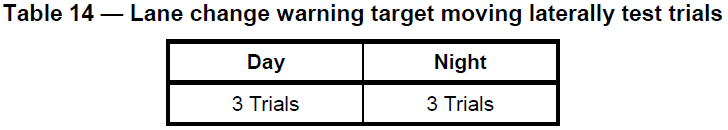 Table 14 — Lane change warning target moving laterally test trials
Day Night
3 Trials 3 Trials